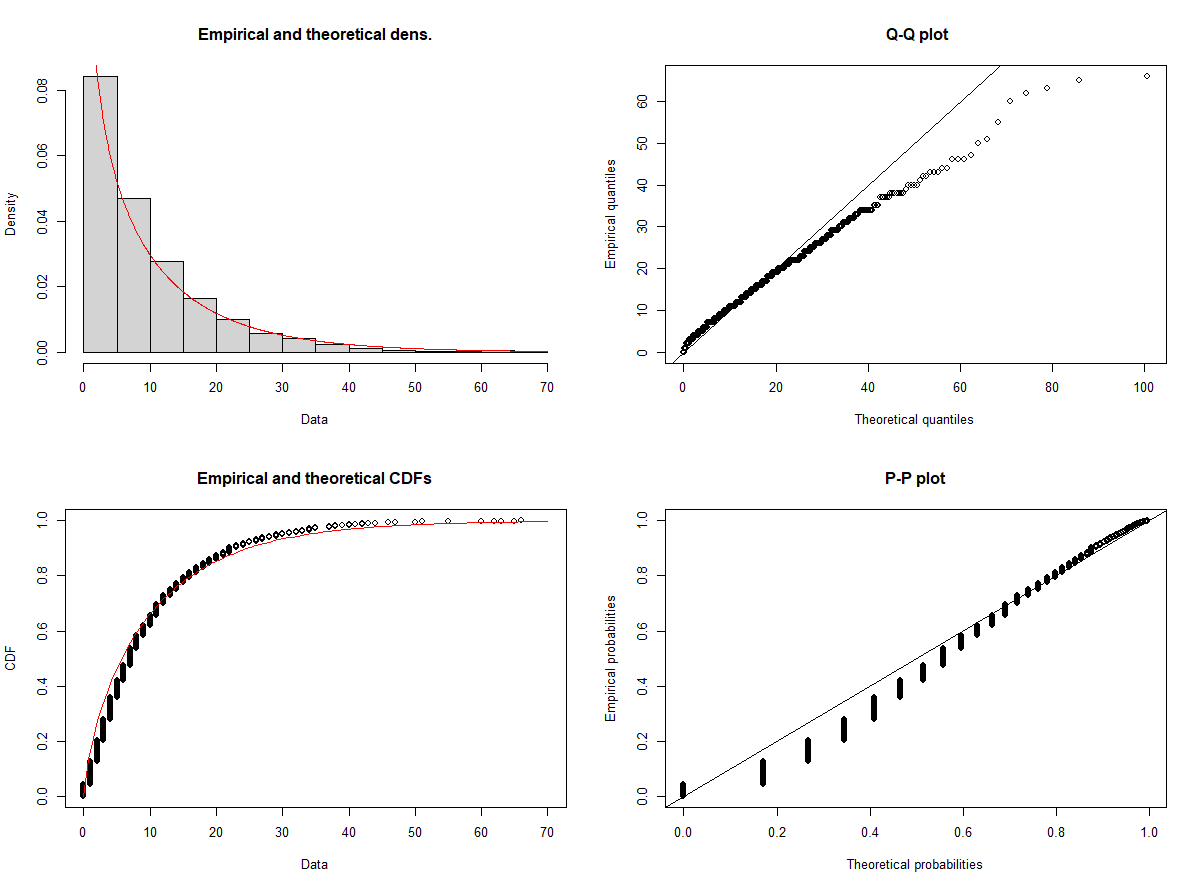 Empirical and theoretical dens.
Density
0.00 0.02 0.04 0.06 0.08
0 10 20 30 40 50 60 70
Data
Q-Q plot
Empirical quantiles
0 10 20 30 40 50 60
0 20 40 60 80 100
Theoretical quantiles
Empirical and theoretical CDFs
CDF
0.0 0.2 0.4 0.6 0.8 1.0
0 10 20 30 40 50 60 70
Data
P-P plot
Empirical probabilities
0.0 0.2 0.4 0.6 0.8 1.0
0.0 0.2 0.4 0.6 0.8 1.0
Theoretical probabilities